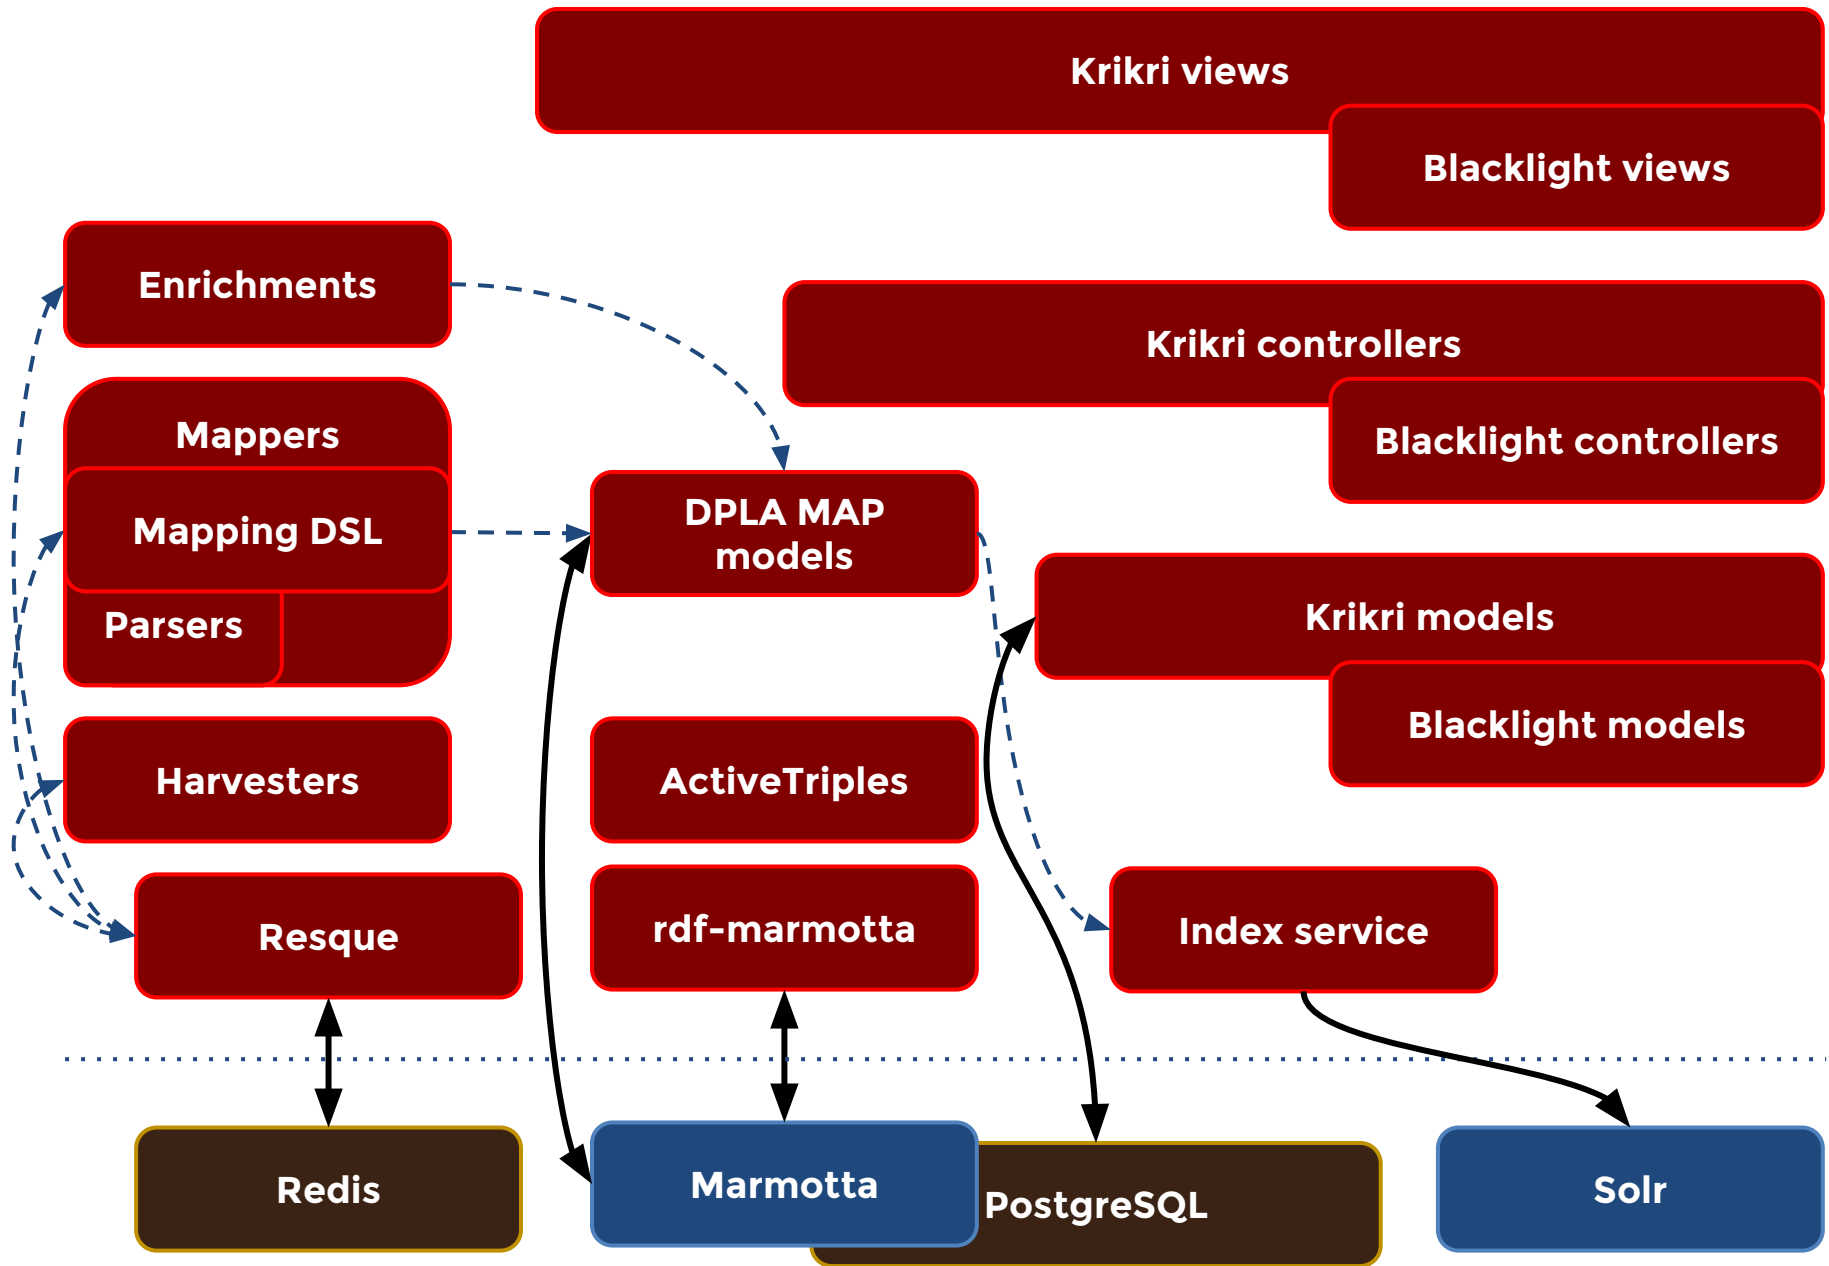 Krikri views
Blacklight views
Enrichments
Krikri controllers
Mappers
Blacklight controllers
Mapping DSL
DPLA MAP
models
Krikri models
Parsers
Blacklight models
Harvesters
ActiveTriples
Resque
rdf-marmotta
Index service
Redis
Marmotta
PostgreSQL
Solr